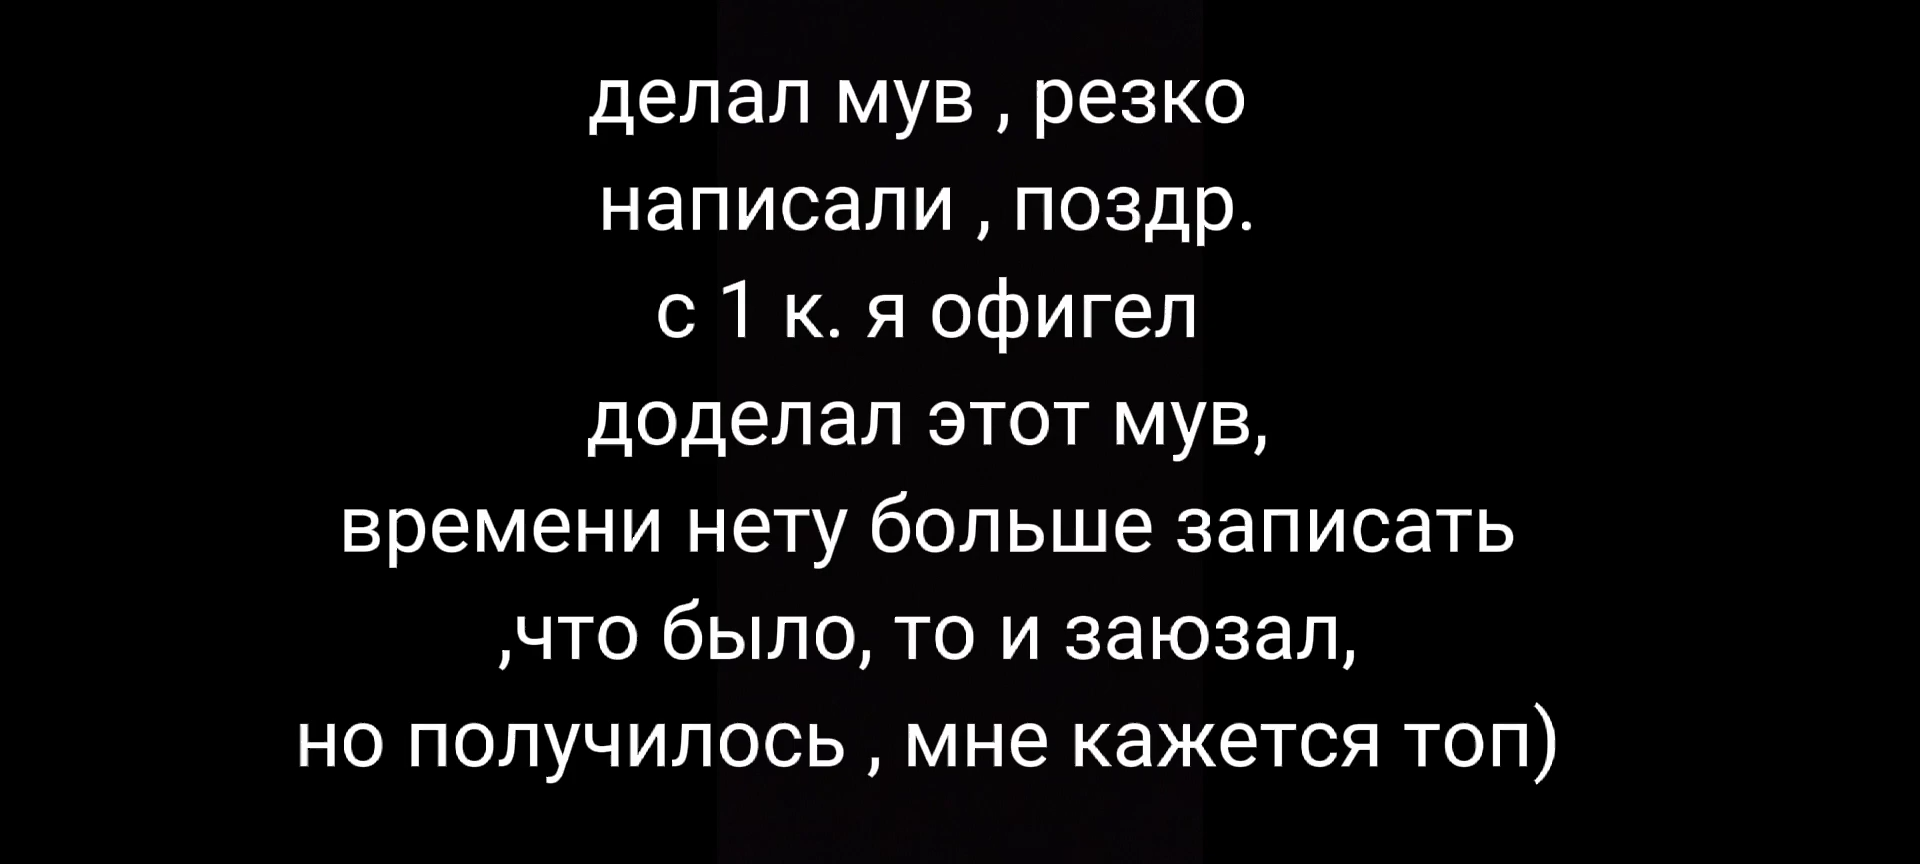 делал мув , резко
написали , поздр.
с 1 к. я офигел
доделал этот мув,
времени нету больше записать
,что было, то и заюзал,
но получилось , мне кажется топ)